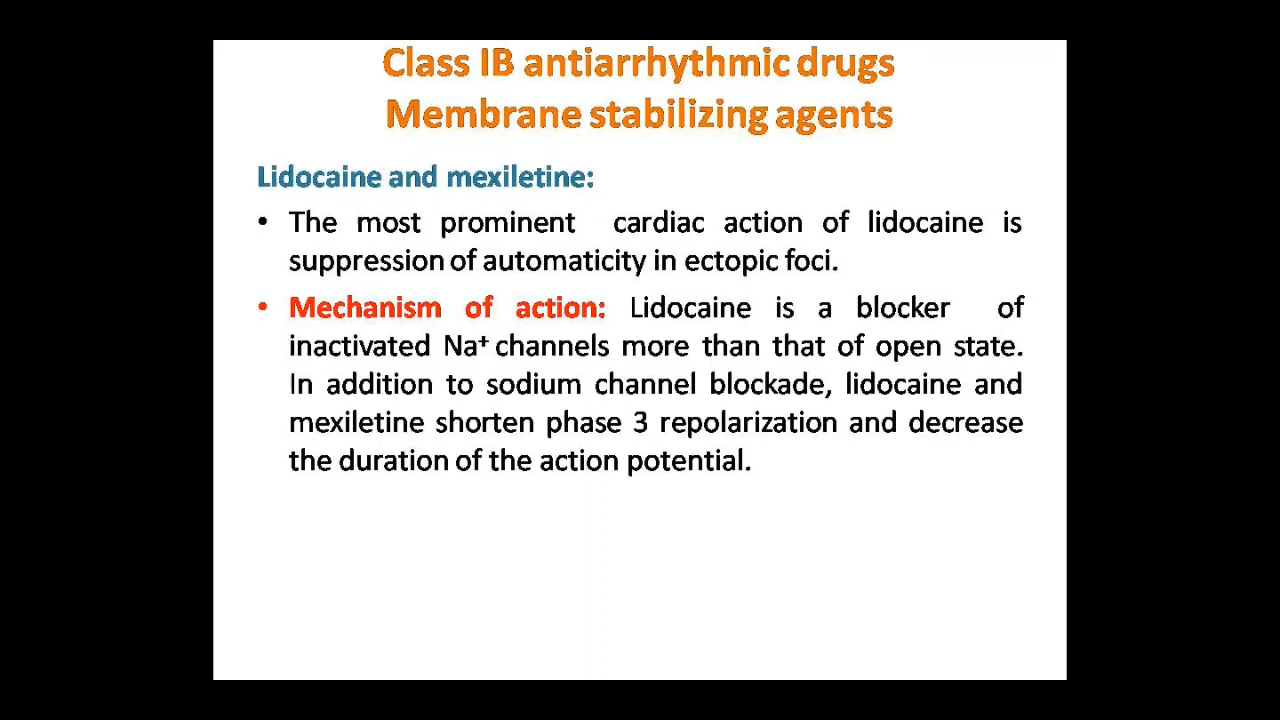 Class IB antiarrhythmic drugs
Membrane stabilizing agents
Lidocaine and mexiletine:
• The most prominent cardiac action of lidocaine is
suppression of automaticity in ectopic foci.
• Mechanism of action: Lidocaine is a blocker of
inactivated Na⁺ channels more than that of open state.
In addition to sodium channel blockade, lidocaine and
mexiletine shorten phase 3 repolarization and decrease
the duration of the action potential.